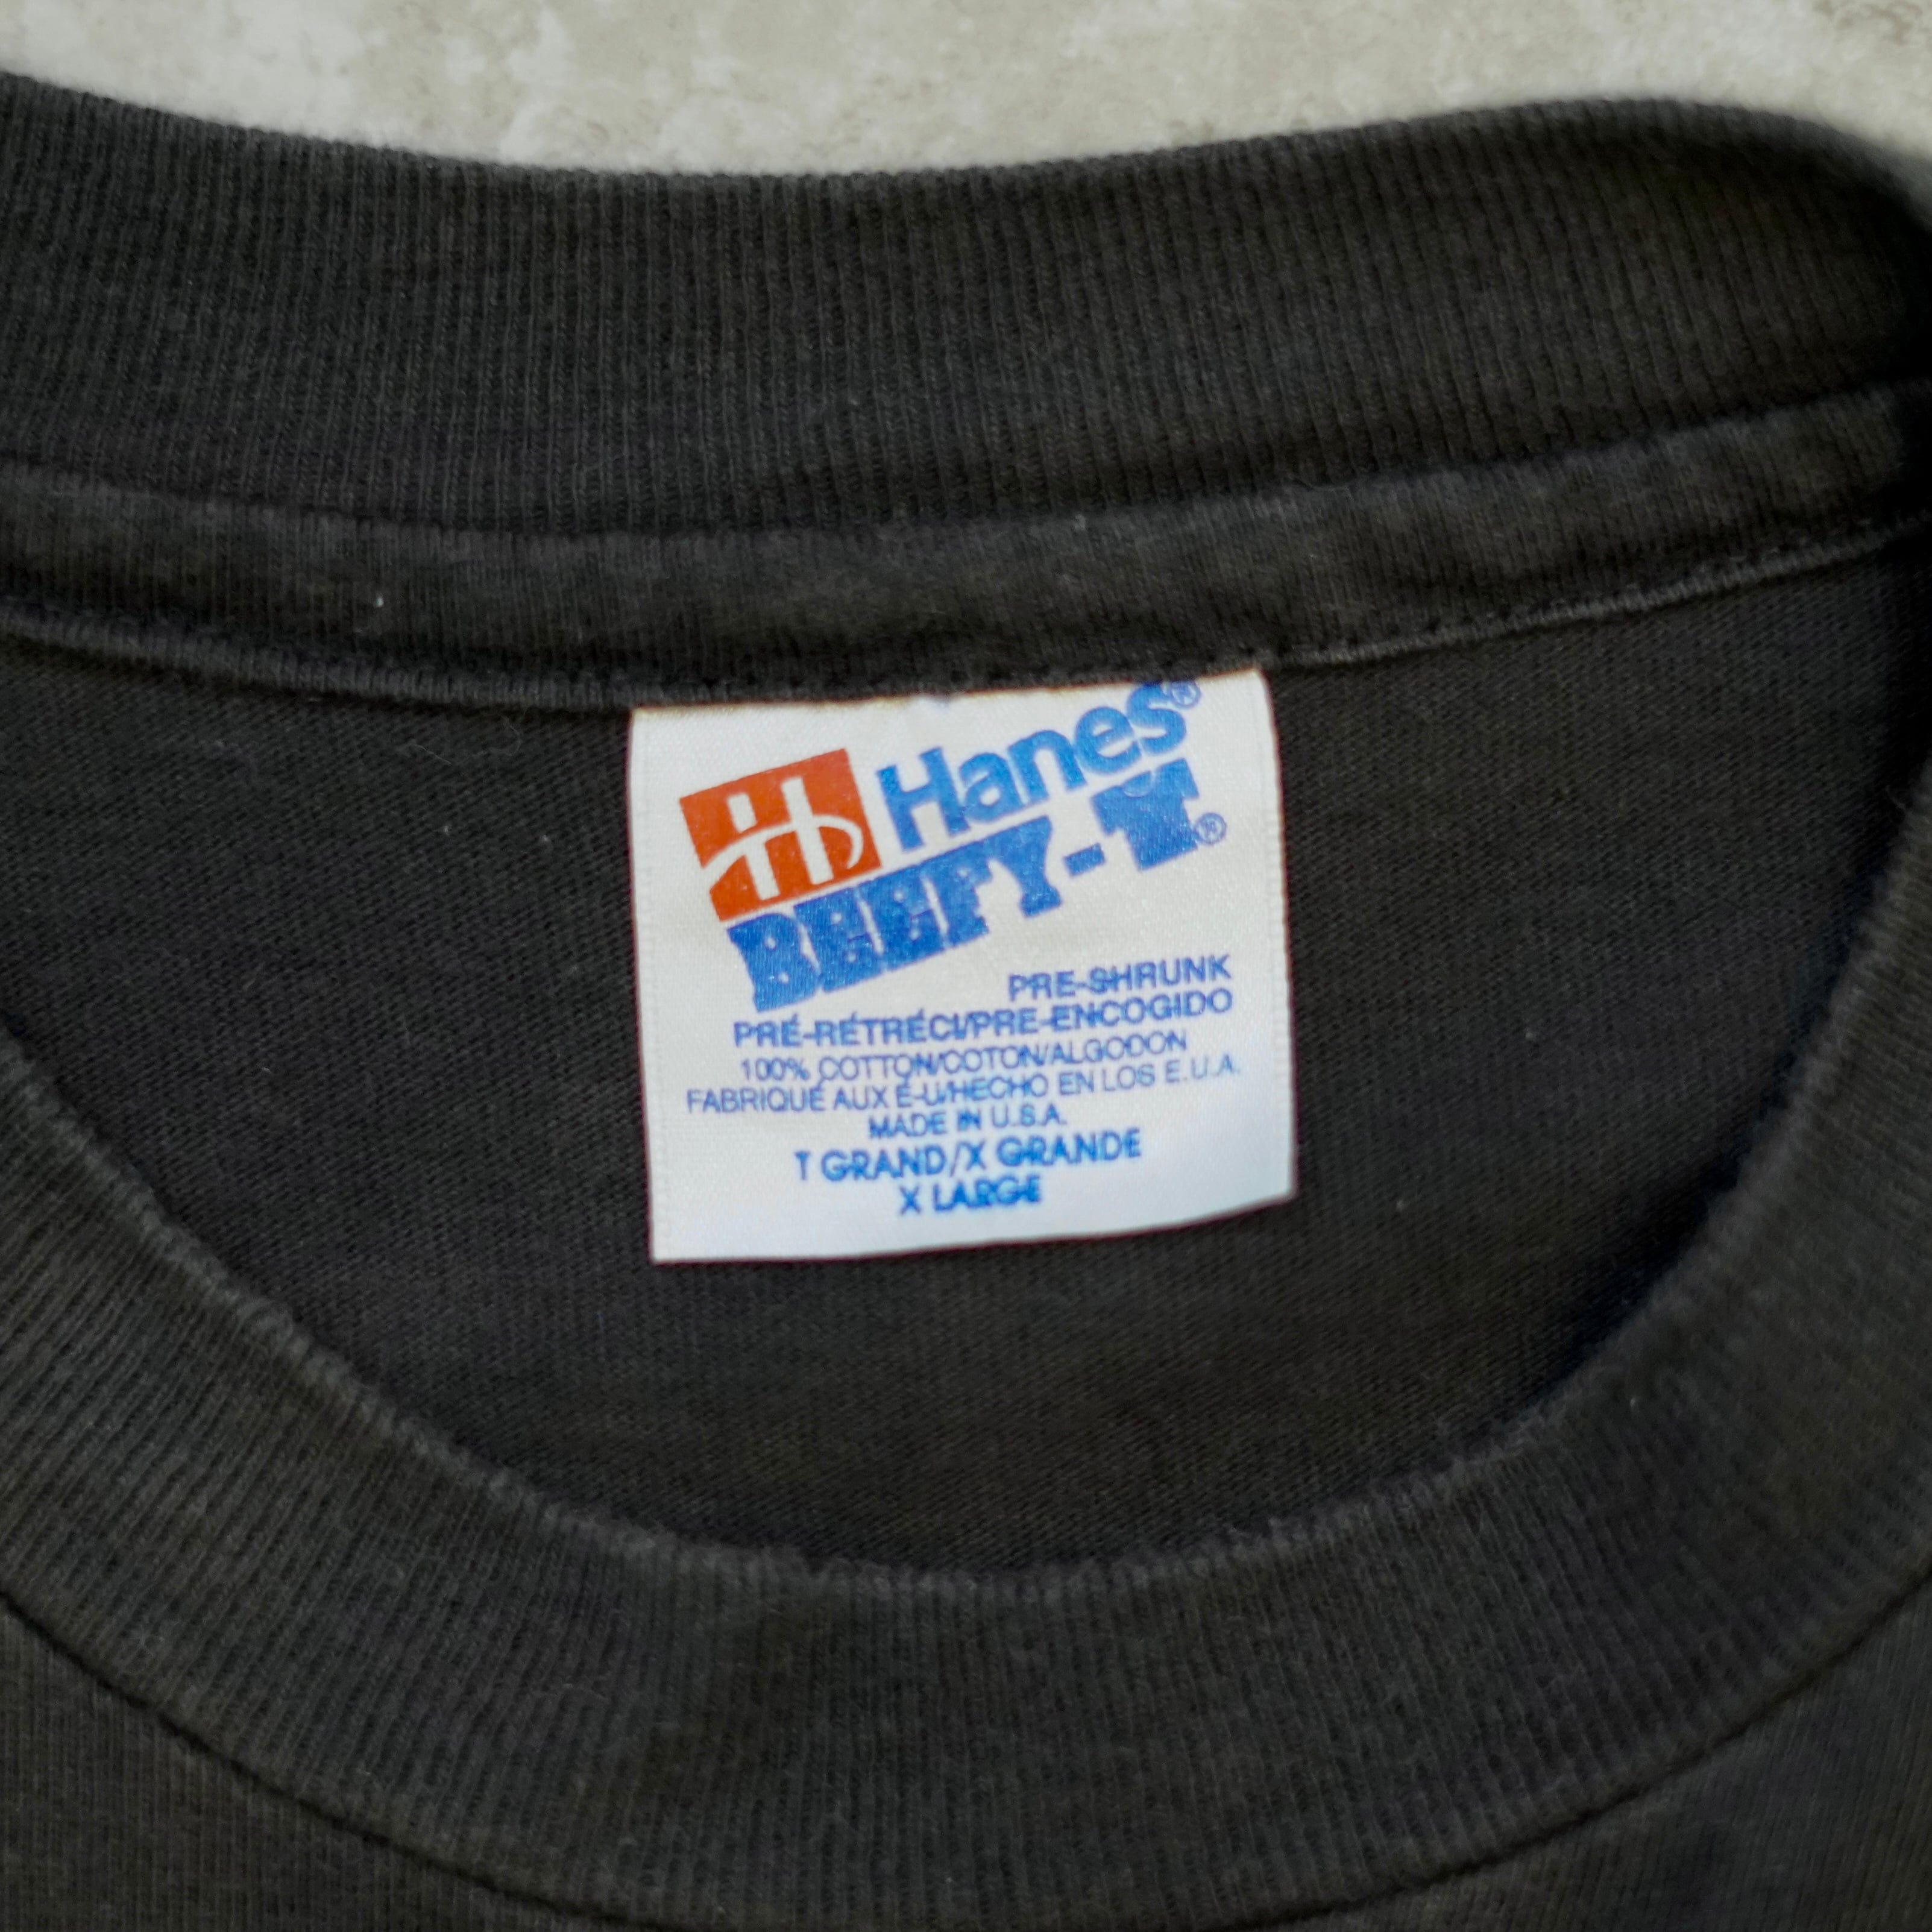 Hanes®
BEEFY-T®
PRE-SHRUNK
PRÉ-RÉTRÉCI/PRE-ENCOGIDO
100% COTTON/COTON/ALGODON
FABRIQUÉ AUX É-U/HECHO EN LOS E.U.A.
MADE IN U.S.A.
T GRAND/X GRANDE
X LARGE